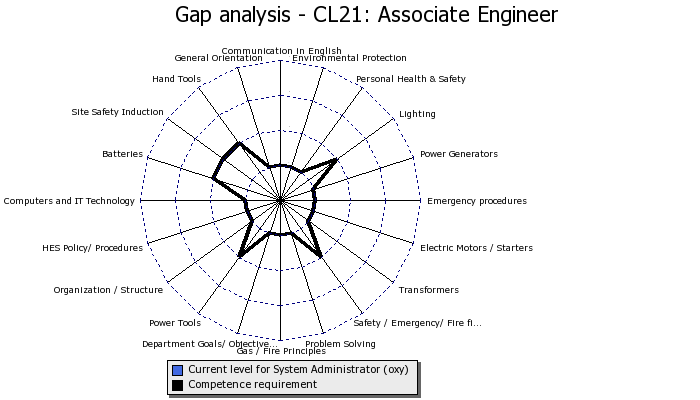 Gap analysis - CL21: Associate Engineer
Communication in English
General Orientation
Environmental Protection
Hand Tools
Personal Health & Safety
Site Safety Induction
Lighting
Batteries
Power Generators
Computers and IT Technology
Emergency procedures
HES Policy/ Procedures
Electric Motors / Starters
Organization / Structure
Transformers
Power Tools
Safety / Emergency/ Fire fi...
Department Goals/ Objective...
Problem Solving
Gas / Fire Principles
Current level for System Administrator (oxy)
Competence requirement